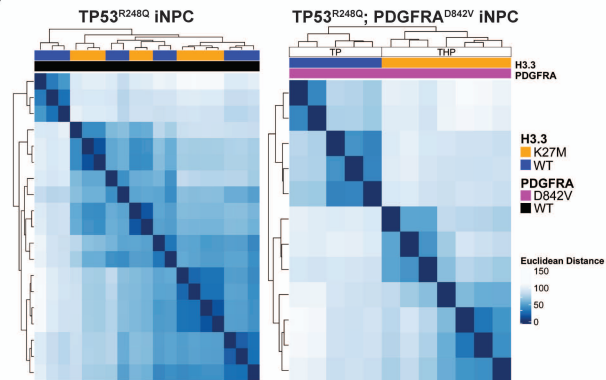 TP53R248Q iNPC
TP53R248Q; PDGFRAD842V iNPC
TP
THP
H3.3
PDGFRA
H3.3
K27M
WT
PDGFRA
D842V
WT
Euclidean Distance
150
100
50
0